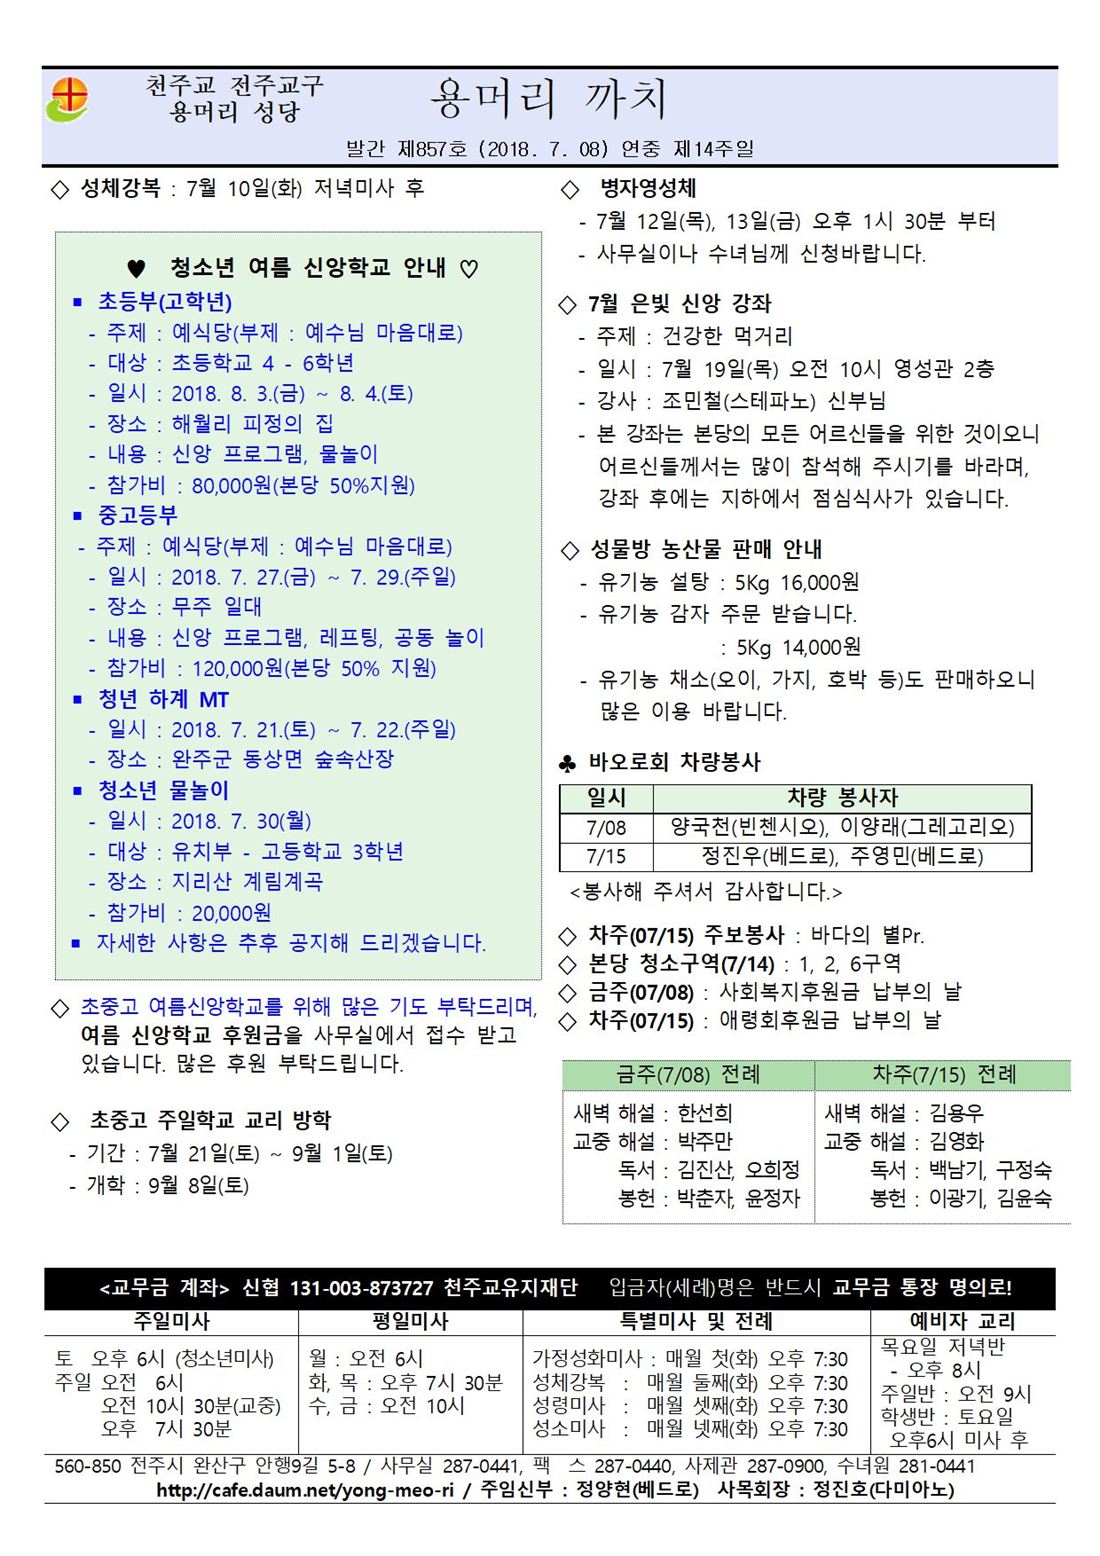 천주교 전주교구
용머리 성당
용머리 까치
발간 제857호 (2018. 7. 08) 연중 제14주일
◇ 성체강복 : 7월 10일(화) 저녁미사 후
♥ 청소년 여름 신앙학교 안내 ♡
▪ 초등부(고학년)
- 주제 : 예식당(부제 : 예수님 마음대로)
- 대상 : 초등학교 4 - 6학년
- 일시 : 2018. 8. 3.(금) ~ 8. 4.(토)
- 장소 : 해월리 피정의 집
- 내용 : 신앙 프로그램, 물놀이
- 참가비 : 80,000원(본당 50%지원)
▪ 중고등부
- 주제 : 예식당(부제 : 예수님 마음대로)
- 일시 : 2018. 7. 27.(금) ~ 7. 29.(주일)
- 장소 : 무주 일대
- 내용 : 신앙 프로그램, 레프팅, 공동 놀이
- 참가비 : 120,000원(본당 50% 지원)
▪ 청년 하계 MT
- 일시 : 2018. 7. 21.(토) ~ 7. 22.(주일)
- 장소 : 완주군 동상면 숲속산장
▪ 청소년 물놀이
- 일시 : 2018. 7. 30(월)
- 대상 : 유치부 - 고등학교 3학년
- 장소 : 지리산 계림계곡
- 참가비 : 20,000원
▪ 자세한 사항은 추후 공지해 드리겠습니다.
◇ 초중고 여름신앙학교를 위해 많은 기도 부탁드리며,
여름 신앙학교 후원금을 사무실에서 접수 받고
있습니다. 많은 후원 부탁드립니다.
◇ 초중고 주일학교 교리 방학
- 기간 : 7월 21일(토) ~ 9월 1일(토)
- 개학 : 9월 8일(토)
◇ 병자영성체
- 7월 12일(목), 13일(금) 오후 1시 30분 부터
- 사무실이나 수녀님께 신청바랍니다.
◇ 7월 은빛 신앙 강좌
- 주제 : 건강한 먹거리
- 일시 : 7월 19일(목) 오전 10시 영성관 2층
- 강사 : 조민철(스테파노) 신부님
- 본 강좌는 본당의 모든 어르신들을 위한 것이오니
어르신들께서는 많이 참석해 주시기를 바라며,
강좌 후에는 지하에서 점심식사가 있습니다.
◇ 성물방 농산물 판매 안내
- 유기농 설탕 : 5Kg 16,000원
- 유기농 감자 주문 받습니다.
: 5Kg 14,000원
- 유기농 채소(오이, 가지, 호박 등)도 판매하오니
많은 이용 바랍니다.
♣ 바오로회 차량봉사
일시 차량 봉사자
7/08 양국천(빈첸시오), 이양래(그레고리오)
7/15 정진우(베드로), 주영민(베드로)
<봉사해 주셔서 감사합니다.>
◇ 차주(07/15) 주보봉사 : 바다의 별Pr.
◇ 본당 청소구역(7/14) : 1, 2, 6구역
◇ 금주(07/08) : 사회복지후원금 납부의 날
◇ 차주(07/15) : 애령회후원금 납부의 날
금주(7/08) 전례 차주(7/15) 전례
새벽 해설 : 한선희 새벽 해설 : 김용우
교중 해설 : 박주만 교중 해설 : 김영화
독서 : 김진산, 오희정 독서 : 백남기, 구정숙
봉헌 : 박춘자, 윤정자 봉헌 : 이광기, 김윤숙
<교무금 계좌> 신협 131-003-873727 천주교유지재단 입금자(세례)명은 반드시 교무금 통장 명의로!
주일미사 평일미사 특별미사 및 전례 예비자 교리
토 오후 6시 (청소년미사)
주일 오전 6시
오전 10시 30분(교중)
오후 7시 30분
월 : 오전 6시
화, 목 : 오후 7시 30분
수, 금 : 오전 10시
가정성화미사 : 매월 첫(화) 오후 7:30
성체강복 : 매월 둘째(화) 오후 7:30
성령미사 : 매월 셋째(화) 오후 7:30
성소미사 : 매월 넷째(화) 오후 7:30
목요일 저녁반
- 오후 8시
주일반 : 오전 9시
학생반 : 토요일
오후6시 미사 후
560-850 전주시 완산구 안행9길 5-8 / 사무실 287-0441, 팩 스 287-0440, 사제관 287-0900, 수녀원 281-0441
http://cafe.daum.net/yong-meo-ri / 주임신부 : 정양현(베드로) 사목회장 : 정진호(다미아노)